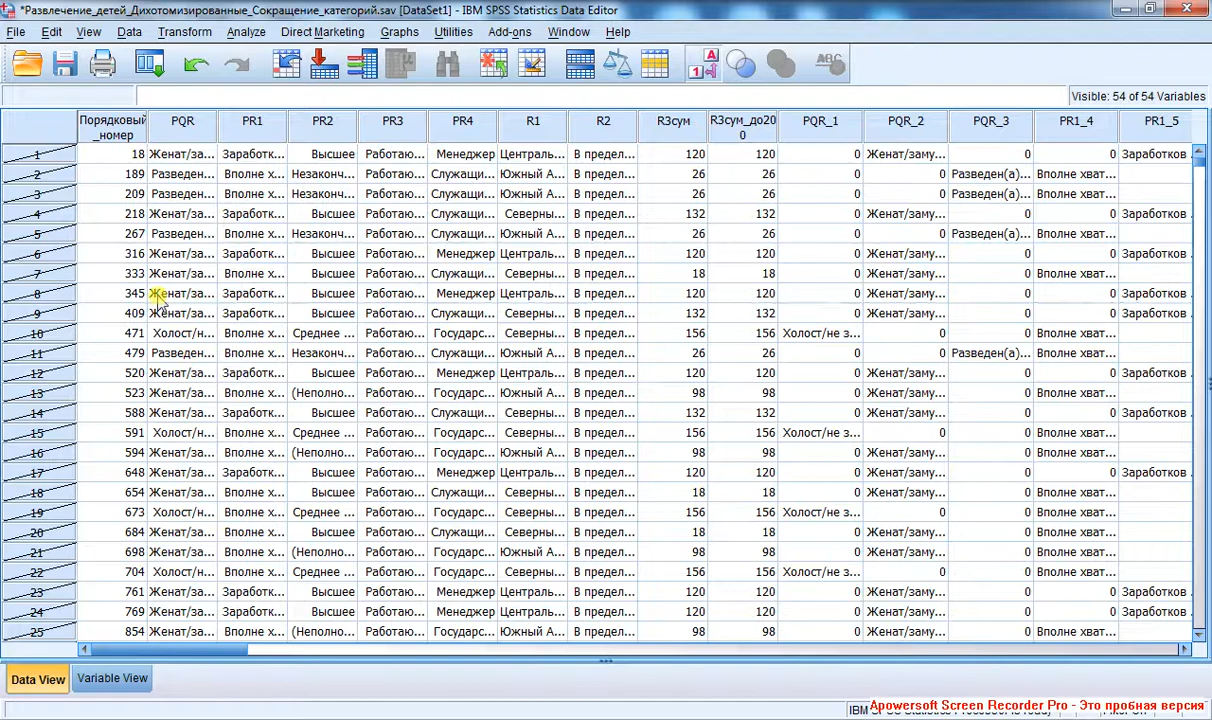 *Развлечение_детей_Дихотомизированные_Сокращение_категорий.sav [DataSet1] - IBM SPSS Statistics Data Editor
File Edit View Data Transform Analyze Direct Marketing Graphs Utilities Add-ons Window Help
Visible: 54 of 54 Variables
Порядковый_номер PQR PR1 PR2 PR3 PR4 R1 R2 R3сум R3сум_до200 PQR_1 PQR_2 PQR_3 PR1_4 PR1_5
1 18 Женат/за... Заработк... Высшее Работаю... Менеджер Централь... В предел... 120 120 0 Женат/заму... 0 0 Заработков
2 189 Разведен... Вполне х... Незаконч... Работаю... Служащи... Южный А... В предел... 26 26 0 0 Разведен(а)... Вполне хват...
3 209 Разведен... Вполне х... Незаконч... Работаю... Служащи... Южный А... В предел... 26 26 0 0 Разведен(а)... Вполне хват...
4 218 Женат/за... Заработк... Высшее Работаю... Служащи... Северны... В предел... 132 132 0 Женат/заму... 0 0 Заработков
5 267 Разведен... Вполне х... Незаконч... Работаю... Служащи... Южный А... В предел... 26 26 0 0 Разведен(а)... Вполне хват...
6 316 Женат/за... Заработк... Высшее Работаю... Менеджер Централь... В предел... 120 120 0 Женат/заму... 0 0 Заработков
7 333 Женат/за... Вполне х... Высшее Работаю... Служащи... Северны... В предел... 18 18 0 Женат/заму... 0 Вполне хват...
8 345 Женат/за... Заработк... Высшее Работаю... Менеджер Централь... В предел... 120 120 0 Женат/заму... 0 0 Заработков
9 409 Женат/за... Заработк... Высшее Работаю... Служащи... Северны... В предел... 132 132 0 Женат/заму... 0 0 Заработков
10 471 Холост/н... Вполне х... Среднее ... Работаю... Государс... Северны... В предел... 156 156 Холост/не з... 0 0 Вполне хват...
11 479 Разведен... Вполне х... Незаконч... Работаю... Служащи... Южный А... В предел... 26 26 0 0 Разведен(а)... Вполне хват...
12 520 Женат/за... Заработк... Высшее Работаю... Менеджер Централь... В предел... 120 120 0 Женат/заму... 0 0 Заработков
13 523 Женат/за... Вполне х... (Неполно... Работаю... Государс... Южный А... В предел... 98 98 0 Женат/заму... 0 Вполне хват...
14 588 Женат/за... Заработк... Высшее Работаю... Служащи... Северны... В предел... 132 132 0 Женат/заму... 0 0 Заработков
15 591 Холост/н... Вполне х... Среднее ... Работаю... Государс... Северны... В предел... 156 156 Холост/не з... 0 0 Вполне хват...
16 594 Женат/за... Вполне х... (Неполно... Работаю... Государс... Южный А... В предел... 98 98 0 Женат/заму... 0 Вполне хват...
17 648 Женат/за... Заработк... Высшее Работаю... Менеджер Централь... В предел... 120 120 0 Женат/заму... 0 0 Заработков
18 654 Женат/за... Вполне х... Высшее Работаю... Служащи... Северны... В предел... 18 18 0 Женат/заму... 0 Вполне хват...
19 673 Холост/н... Вполне х... Среднее ... Работаю... Государс... Северны... В предел... 156 156 Холост/не з... 0 0 Вполне хват...
20 684 Женат/за... Вполне х... Высшее Работаю... Служащи... Северны... В предел... 18 18 0 Женат/заму... 0 Вполне хват...
21 698 Женат/за... Вполне х... (Неполно... Работаю... Государс... Южный А... В предел... 98 98 0 Женат/заму... 0 Вполне хват...
22 704 Холост/н... Вполне х... Среднее ... Работаю... Государс... Северны... В предел... 156 156 Холост/не з... 0 0 Вполне хват...
23 761 Женат/за... Заработк... Высшее Работаю... Менеджер Централь... В предел... 120 120 0 Женат/заму... 0 0 Заработков
24 769 Женат/за... Заработк... Высшее Работаю... Менеджер Централь... В предел... 120 120 0 Женат/заму... 0 0 Заработков
25 854 Женат/за... Вполне х... (Неполно... Работаю... Государс... Южный А... В предел... 98 98 0 Женат/заму... 0 Вполне хват...
Data View Variable View
Apowersoft Screen Recorder Pro - Это пробная версия
IBM SPSS Statistics